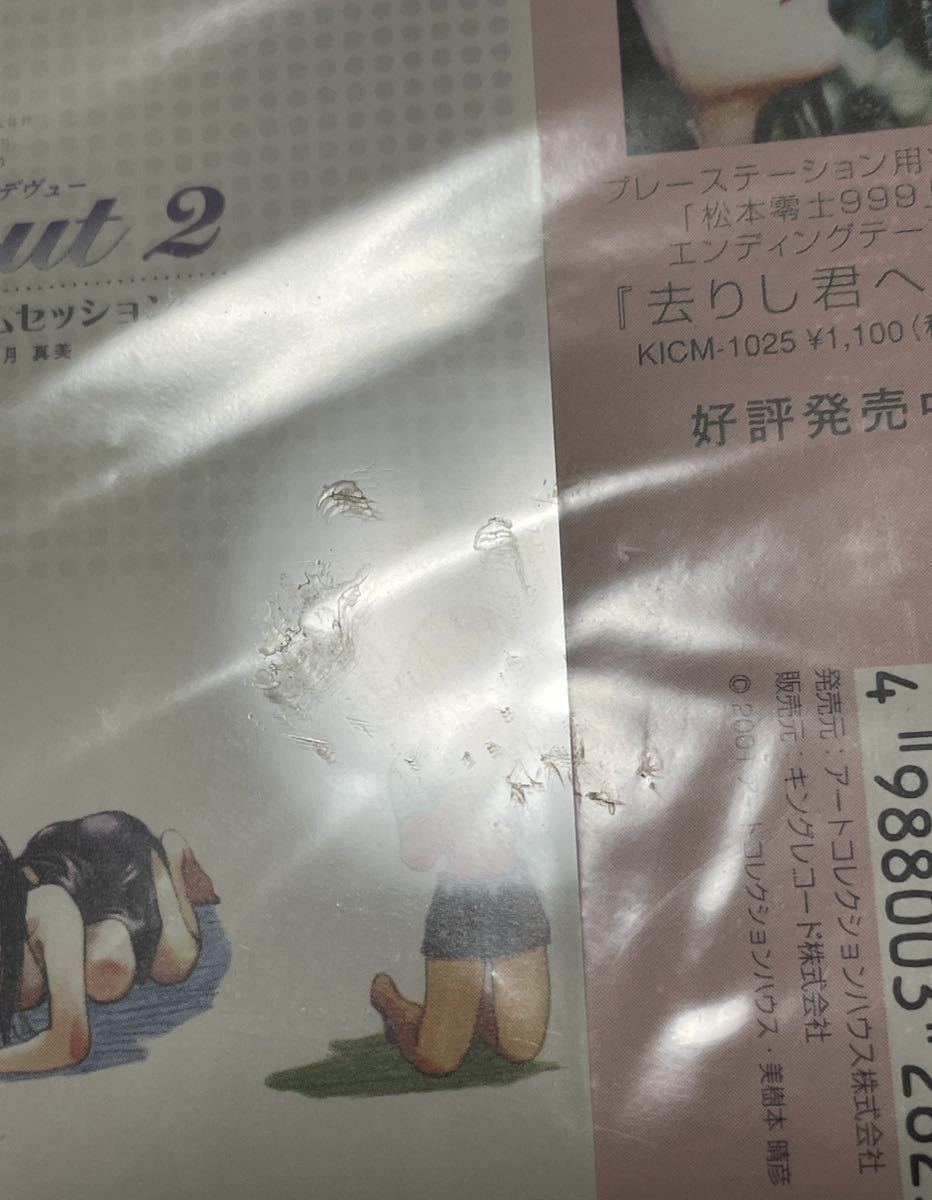 デヴュー
ut 2
ムセッション
月 真美
プレーステーション用ソ
「松本零士999」
エンディングテー
『去りし君へ
KICM-1025 ¥1,100（税
好評発売中
4 988003 262
発売元：アートコレクションハウス株式会社
販売元：キングレコード株式会社
© 2001 アートコレクションハウス・美樹本 晴彦